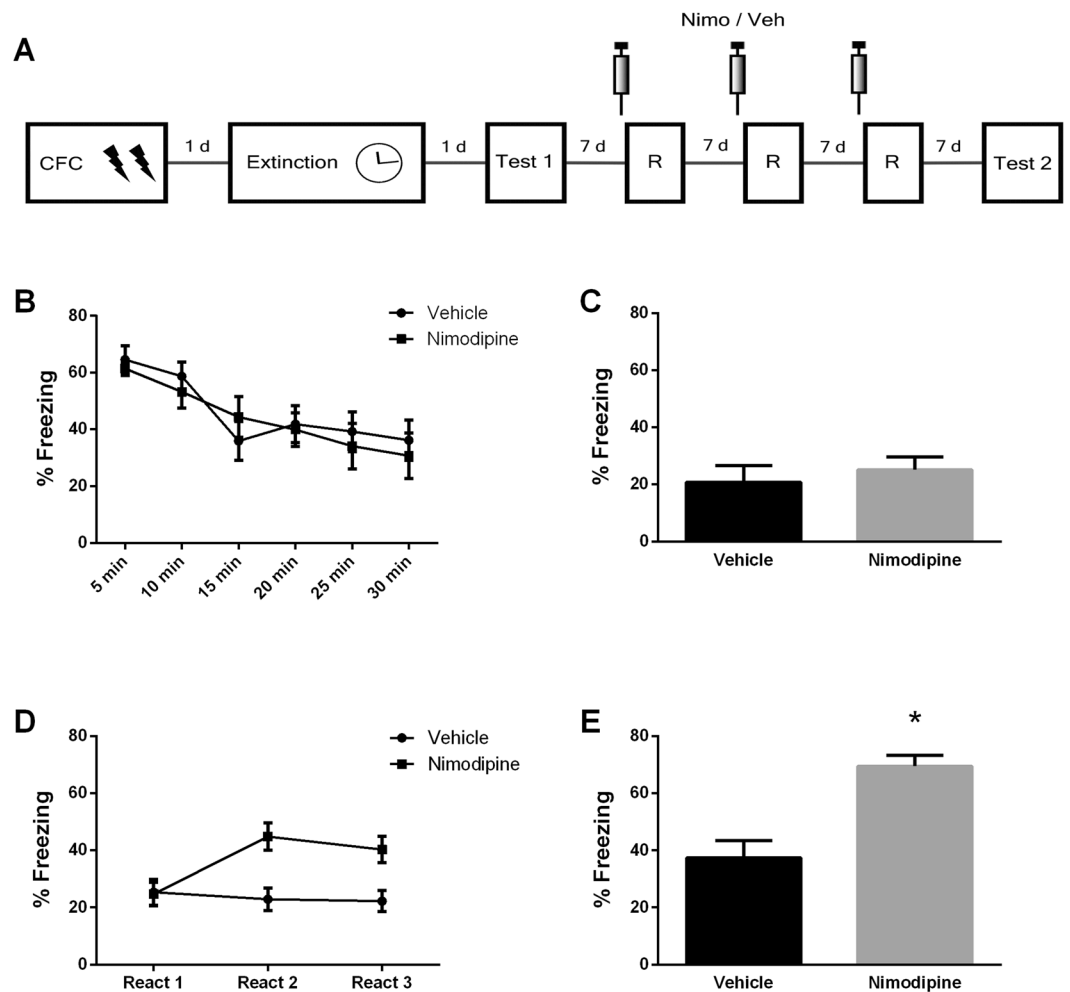 A
Nimo / Veh
CFC
1 d
Extinction
1 d
Test 1
7 d
R
7 d
R
7 d
R
7 d
Test 2
B
80
60
40
20
0
% Freezing
Vehicle
Nimodipine
5 min
10 min
15 min
20 min
25 min
30 min
C
80
60
40
20
0
% Freezing
Vehicle
Nimodipine
D
80
60
40
20
0
% Freezing
Vehicle
Nimodipine
React 1
React 2
React 3
E
80
60
40
20
0
% Freezing
*
Vehicle
Nimodipine